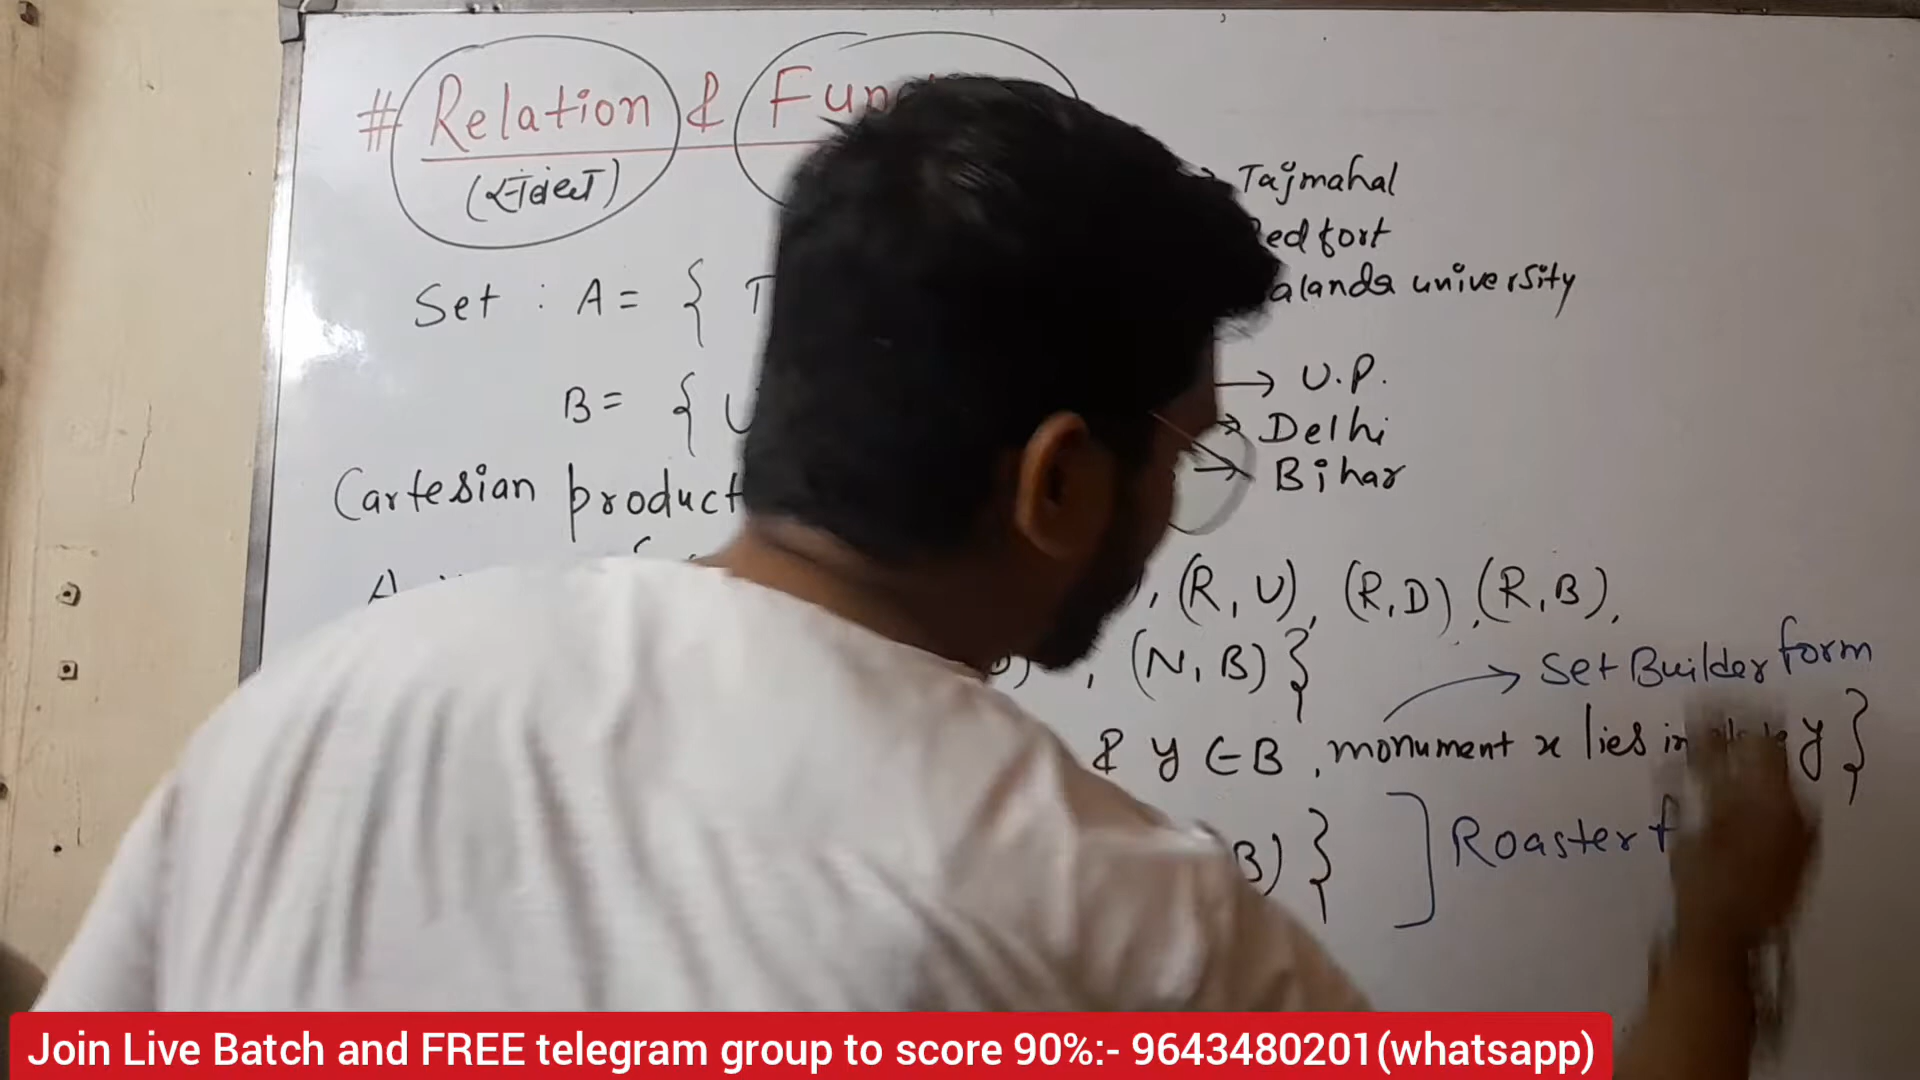 # Relation & Fun
(संबंध)
Tajmahal
Red fort
Set : A = {
alanda university
B = { U
→ U.P.
→ Delhi
→ Bihar
Cartesian product
, (R, U), (R, D), (R, B),
, (N, B) }
→ Set Builder form
& y ∈ B, monument x lies in y }
B) } ] Roaster f
Join Live Batch and FREE telegram group to score 90%:- 9643480201(whatsapp)